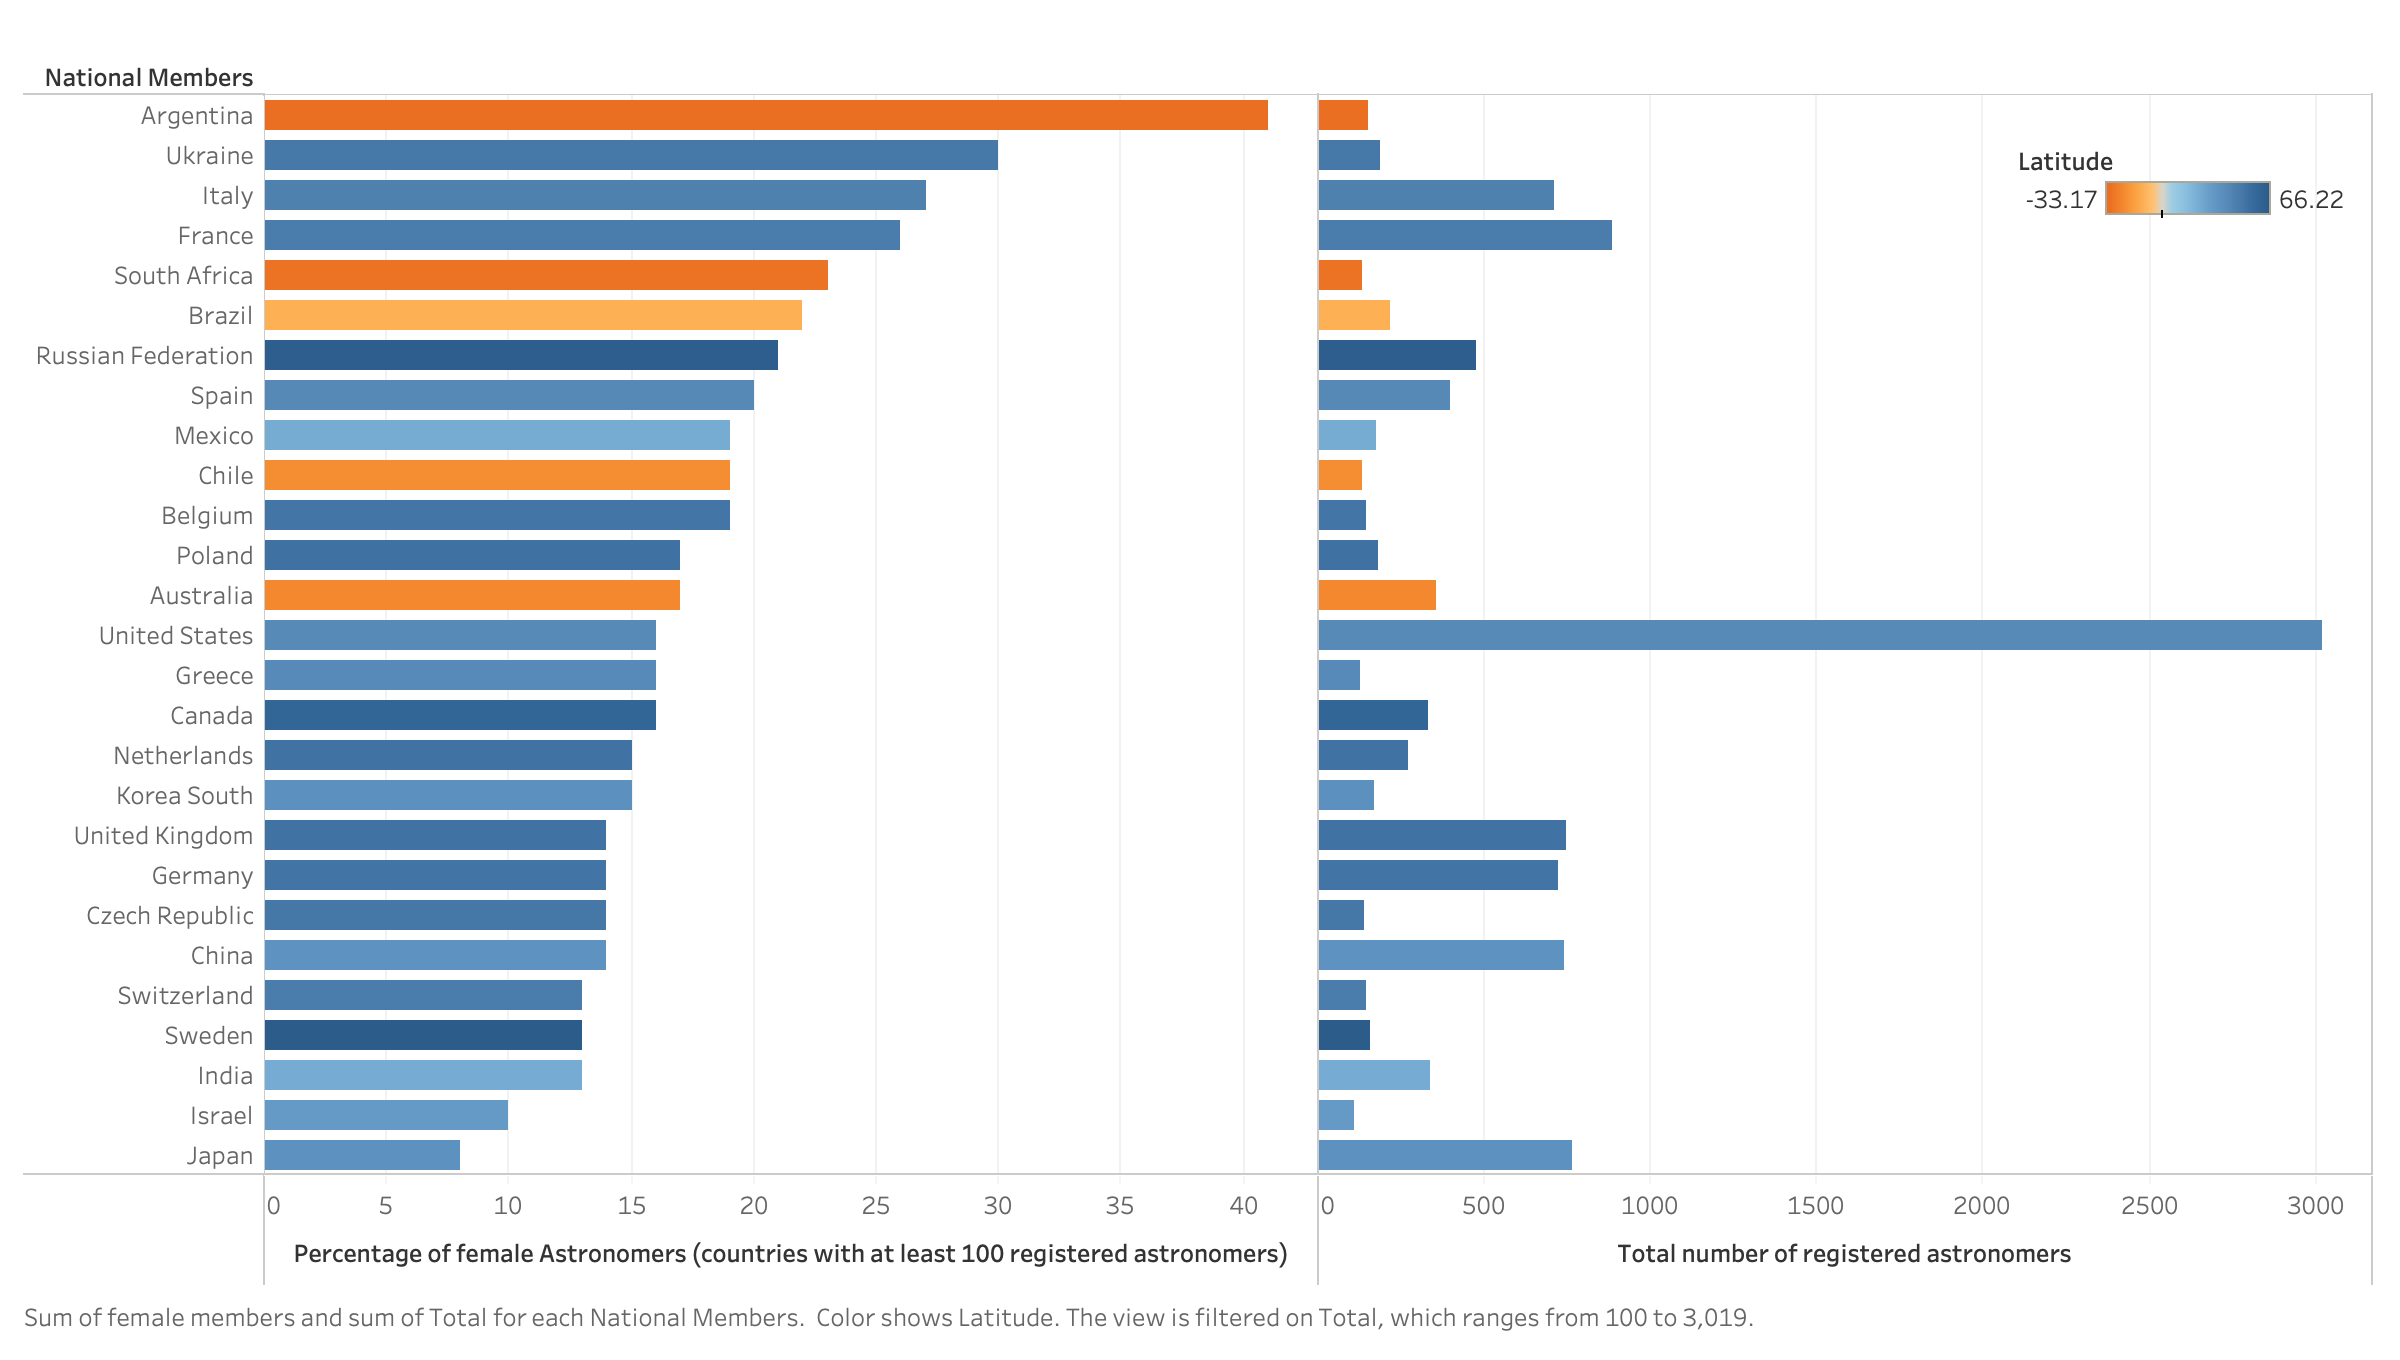 National Members
Argentina
Ukraine
Italy
France
South Africa
Brazil
Russian Federation
Spain
Mexico
Chile
Belgium
Poland
Australia
United States
Greece
Canada
Netherlands
Korea South
United Kingdom
Germany
Czech Republic
China
Switzerland
Sweden
India
Israel
Japan
Latitude
-33.17 66.22
0 5 10 15 20 25 30 35 40 0 500 1000 1500 2000 2500 3000
Percentage of female Astronomers (countries with at least 100 registered astronomers) Total number of registered astronomers
Sum of female members and sum of Total for each National Members.  Color shows Latitude. The view is filtered on Total, which ranges from 100 to 3,019.